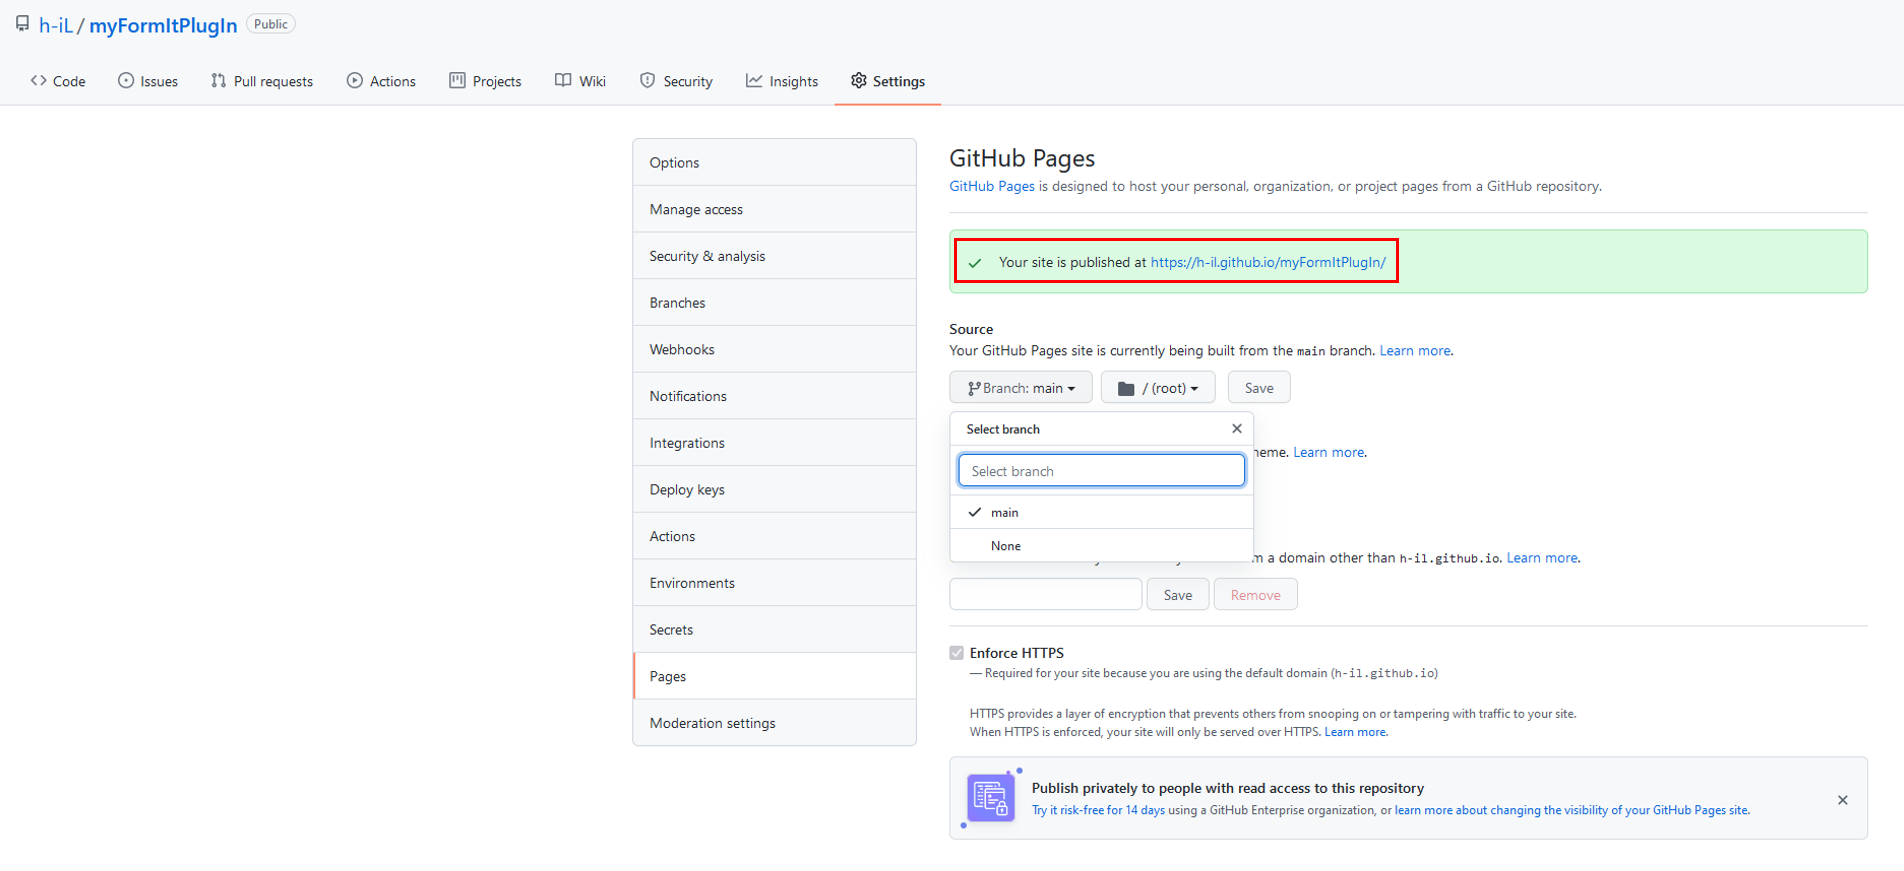 h-iL / myFormItPlugIn Public
Code Issues Pull requests Actions Projects Wiki Security Insights Settings
Options
Manage access
Security & analysis
Branches
Webhooks
Notifications
Integrations
Deploy keys
Actions
Environments
Secrets
Pages
Moderation settings
GitHub Pages
GitHub Pages is designed to host your personal, organization, or project pages from a GitHub repository.
Your site is published at https://h-il.github.io/myFormItPlugIn/
Source
Your GitHub Pages site is currently being built from the main branch. Learn more.
Branch: main / (root) Save
Select branch
heme. Learn more.
Select branch
main
None
m a domain other than h-il.github.io. Learn more.
Save Remove
Enforce HTTPS
— Required for your site because you are using the default domain (h-il.github.io)
HTTPS provides a layer of encryption that prevents others from snooping on or tampering with traffic to your site.
When HTTPS is enforced, your site will only be served over HTTPS. Learn more.
Publish privately to people with read access to this repository
Try it risk-free for 14 days using a GitHub Enterprise organization, or learn more about changing the visibility of your GitHub Pages site.